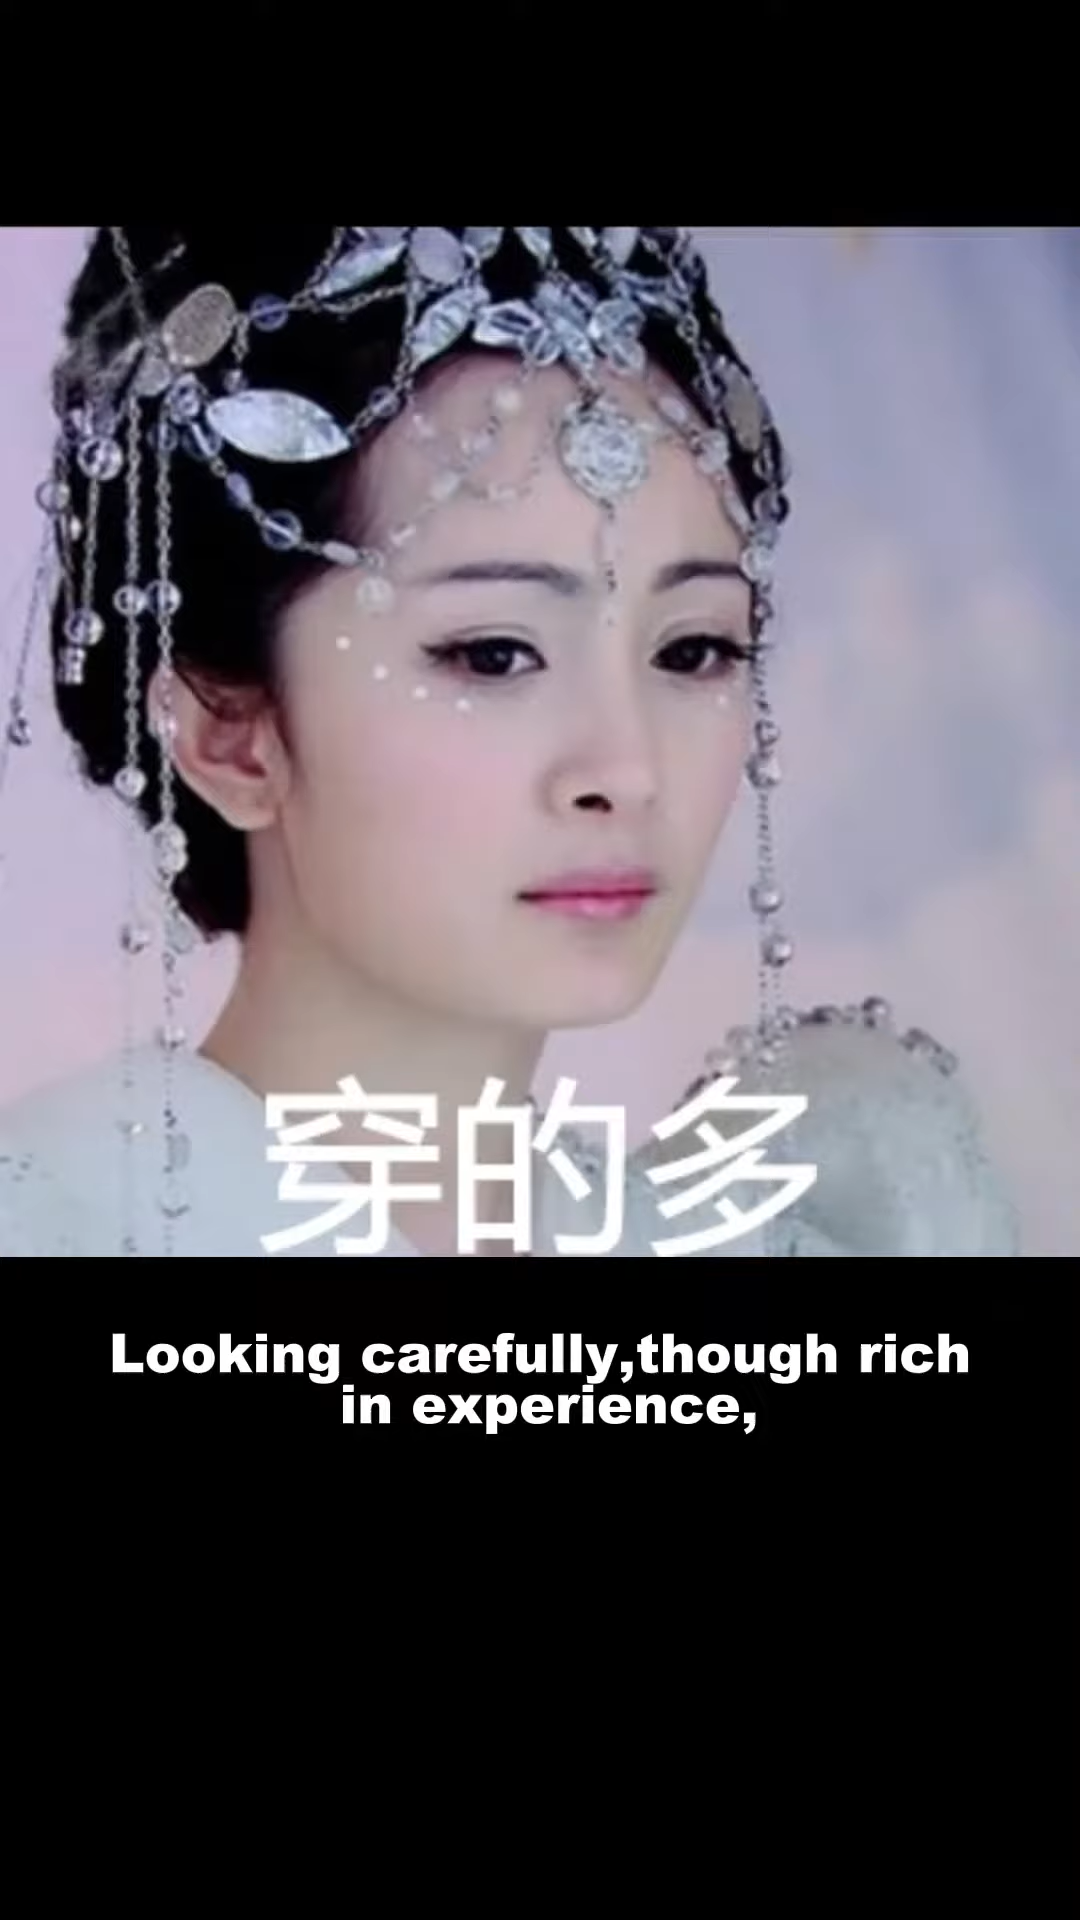 穿的多
Looking carefully,though rich
in experience,